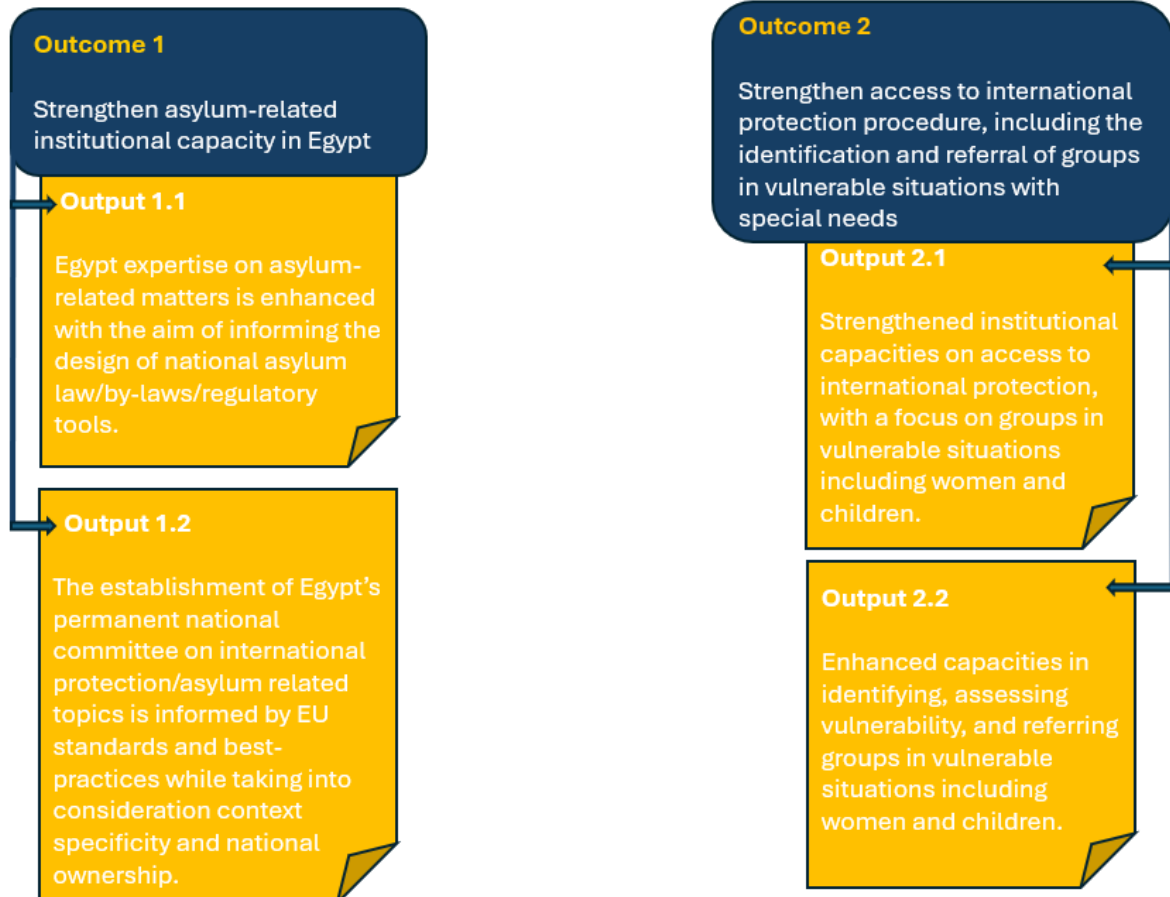 Outcome 1
Strengthen asylum-related
institutional capacity in Egypt
Output 1.1
Egypt expertise on asylum-
related matters is enhanced
with the aim of informing the
design of national asylum
law/by-laws/regulatory
tools.
Output 1.2
The establishment of Egypt's
permanent national
committee on international
protection/asylum related
topics is informed by EU
standards and best-
practices while taking into
consideration context
specificity and national
ownership.
Outcome 2
Strengthen access to international
protection procedure, including the
identification and referral of groups
in vulnerable situations with
special needs
Output 2.1
Strengthened institutional
capacities on access to
international protection,
with a focus on groups in
vulnerable situations
including women and
children.
Output 2.2
Enhanced capacities in
identifying, assessing
vulnerability, and referring
groups in vulnerable
situations including
women and children.